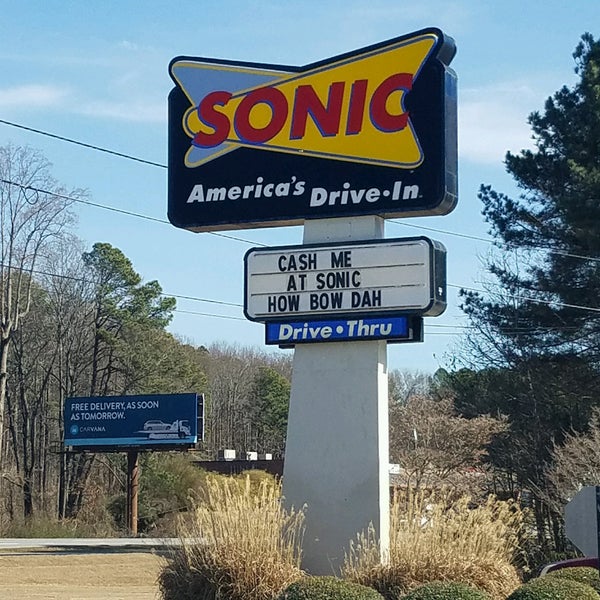 SONIC
America's Drive-In
CASH ME
AT SONIC
HOW BOW DAH
Drive•Thru
FREE DELIVERY, AS SOON
AS TOMORROW.
CARVANA